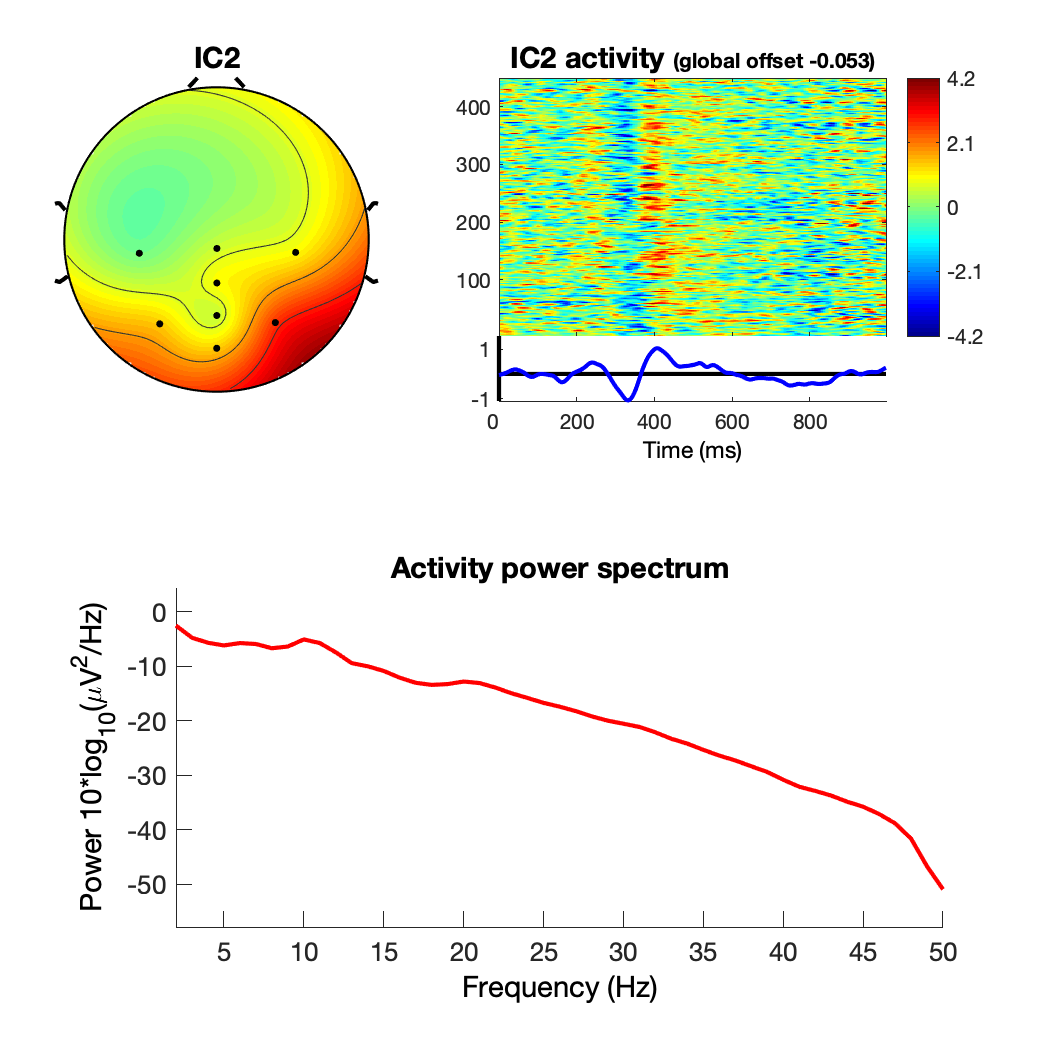 IC2
IC2 activity (global offset -0.053)
400
300
200
100
4.2
2.1
0
-2.1
-4.2
1
-1
0 200 400 600 800
Time (ms)
Activity power spectrum
Power 10*log10(μV2/Hz)
0
-10
-20
-30
-40
-50
5 10 15 20 25 30 35 40 45 50
Frequency (Hz)